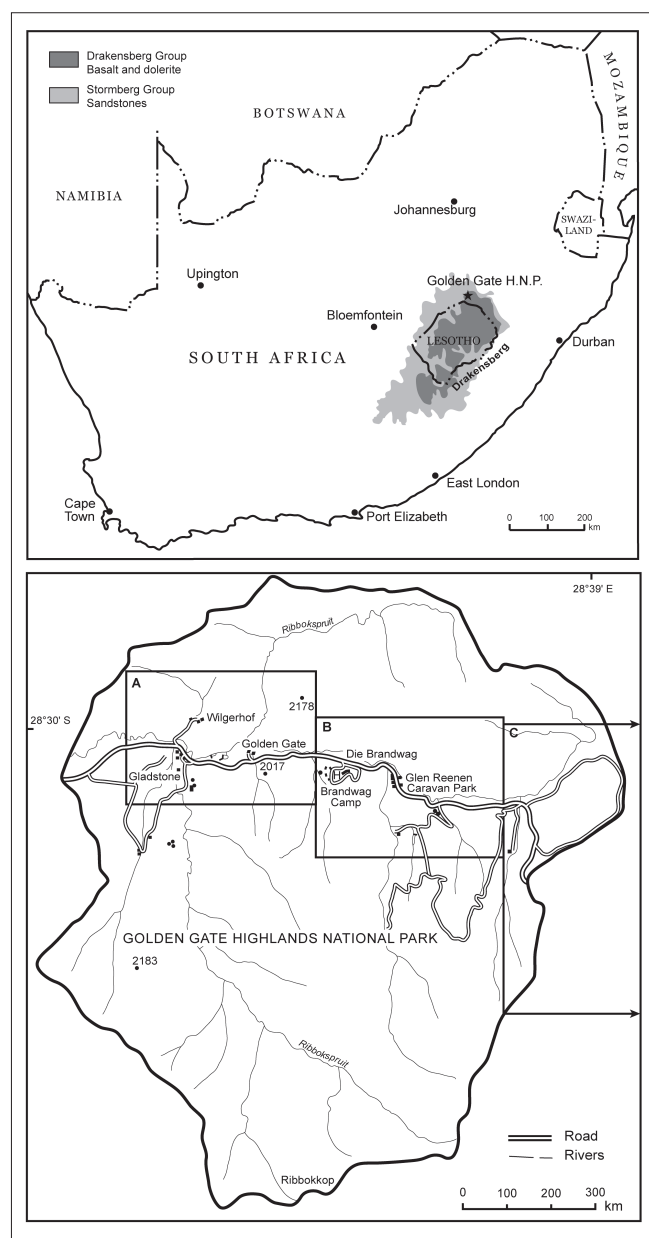 Drakensberg Group
Basalt and dolerite
Stormberg Group
Sandstones
BOTSWANA
MOZAMBIQUE
NAMIBIA
Johannesburg
SWAZI-
LAND
Upington
Golden Gate H.N.P.
Bloemfontein
LESOTHO
Durban
SOUTH AFRICA
Drakensberg
East London
Cape
Town
Port Elizabeth
0 100 200
km
28°39' E
Ribbokspruit
A
2178
Wilgerhof
28°30' S
B
C
Golden Gate
Die Brandwag
2017
Gladstone
H
Glen Reenen
Caravan Park
Brandwag
Camp
GOLDEN GATE HIGHLANDS NATIONAL PARK
2183
Ribbokspruit
Road
Rivers
Ribbokkop
0 100 200 300
km